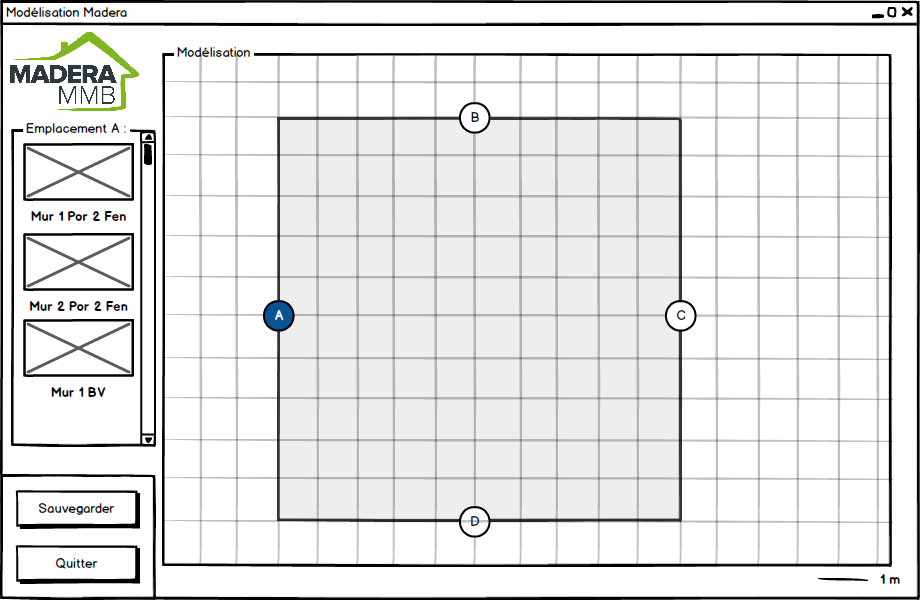 Modélisation Madera
MADERA
MMB
Emplacement A :
Mur 1 Por 2 Fen
Mur 2 Por 2 Fen
Mur 1 BV
Sauvegarder
Quitter
Modélisation
B
A
C
D
1 m